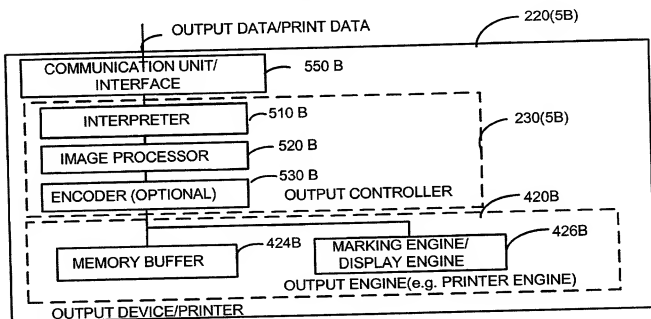 OUTPUT DATA/PRINT DATA
220(5B)
COMMUNICATION UNIT/
INTERFACE
550 B
INTERPRETER
510 B
230(5B)
IMAGE PROCESSOR
520 B
530 B
ENCODER (OPTIONAL)
OUTPUT CONTROLLER
420B
MEMORY BUFFER
424B
MARKING ENGINE/
DISPLAY ENGINE
426B
OUTPUT ENGINE(e.g. PRINTER ENGINE)
OUTPUT DEVICE/PRINTER